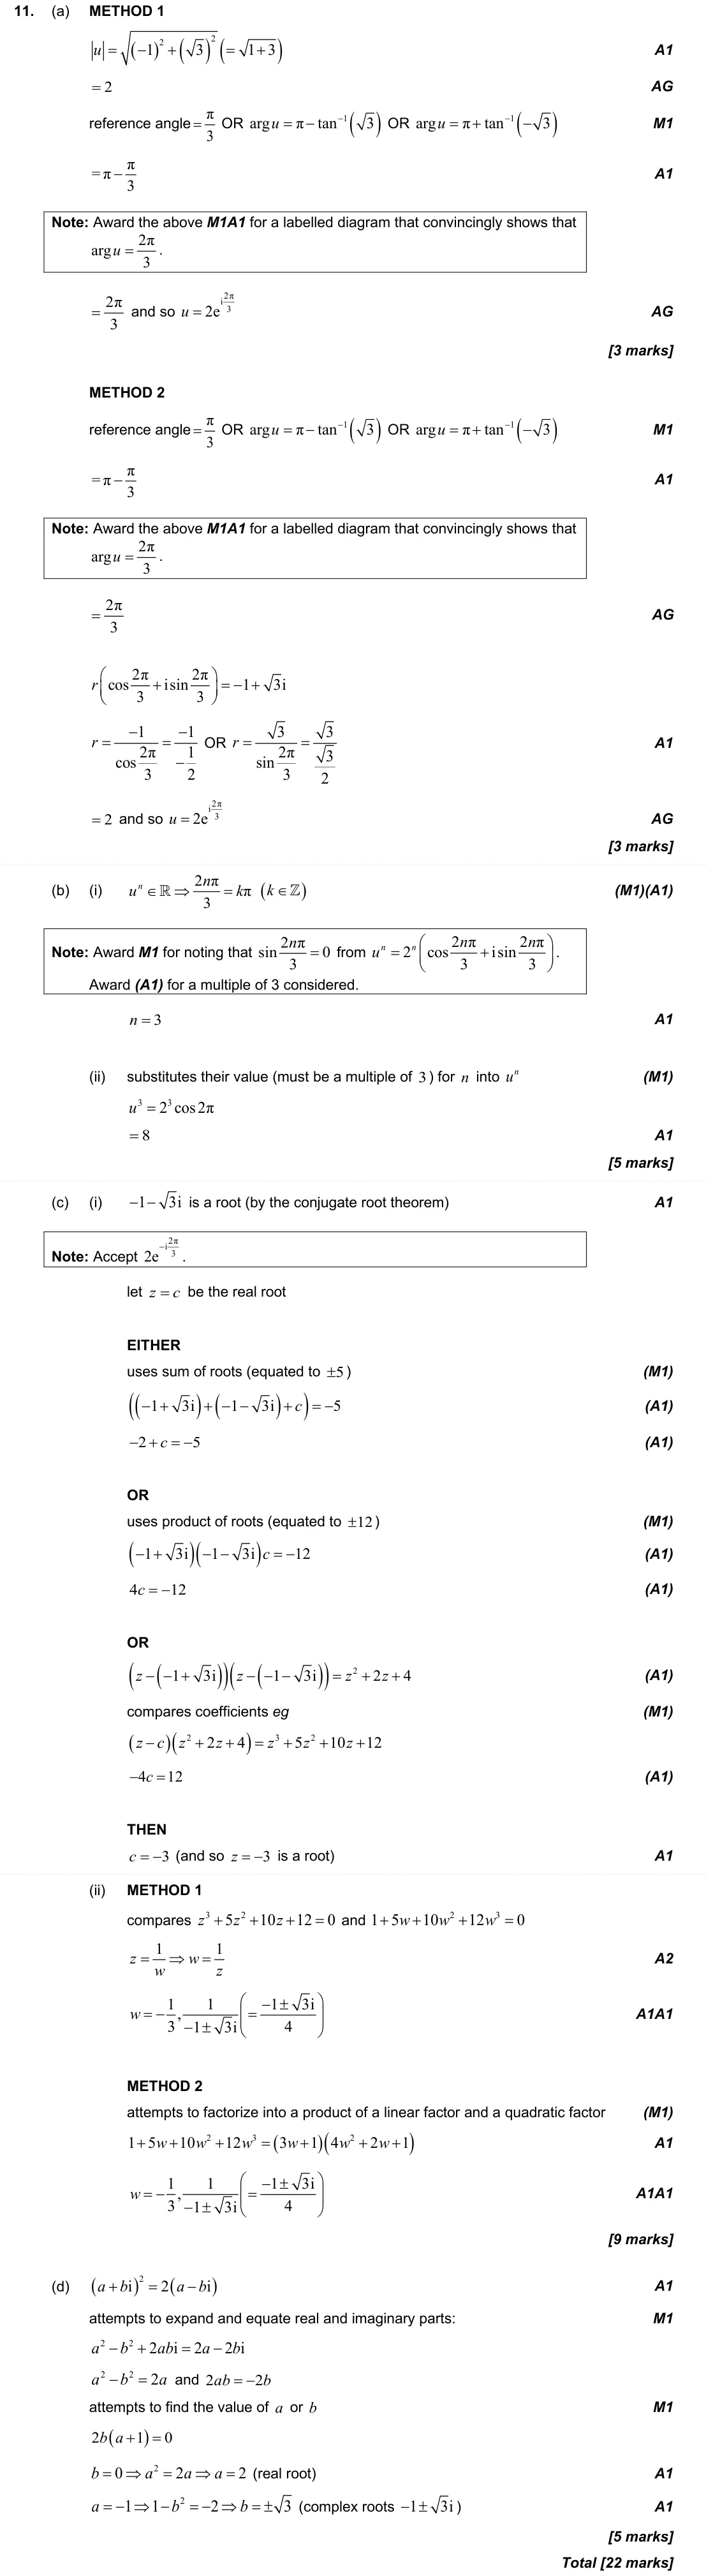 11. (a) METHOD 1
|u| = √((−1)² + (√3)²) (= √(1+3)) A1
= 2 AG
reference angle = π/3 OR arg u = π − tan⁻¹(√3) OR arg u = π + tan⁻¹(−√3) M1
= π − π/3 A1
Note: Award the above M1A1 for a labelled diagram that convincingly shows that
arg u = 2π/3 .
= 2π/3 and so u = 2e^(i2π/3) AG
[3 marks]
METHOD 2
reference angle = π/3 OR arg u = π − tan⁻¹(√3) OR arg u = π + tan⁻¹(−√3) M1
= π − π/3 A1
Note: Award the above M1A1 for a labelled diagram that convincingly shows that
arg u = 2π/3 .
= 2π/3 AG
r(cos 2π/3 + i sin 2π/3) = −1 + √3i
r = −1/(cos 2π/3) = −1/(−1/2) OR r = √3/(sin 2π/3) = √3/(√3/2) A1
= 2 and so u = 2e^(i2π/3) AG
[3 marks]
(b) (i) uⁿ ∈ ℝ ⇒ 2nπ/3 = kπ (k ∈ ℤ) (M1)(A1)
Note: Award M1 for noting that sin 2nπ/3 = 0 from uⁿ = 2ⁿ(cos 2nπ/3 + i sin 2nπ/3).
Award (A1) for a multiple of 3 considered.
n = 3 A1
(ii) substitutes their value (must be a multiple of 3) for n into uⁿ (M1)
u³ = 2³ cos 2π
= 8 A1
[5 marks]
(c) (i) −1 − √3i is a root (by the conjugate root theorem) A1
Note: Accept 2e^(−i2π/3) .
let z = c be the real root
EITHER
uses sum of roots (equated to ±5) (M1)
((−1 + √3i) + (−1 − √3i) + c) = −5 (A1)
−2 + c = −5 (A1)
OR
uses product of roots (equated to ±12) (M1)
(−1 + √3i)(−1 − √3i)c = −12 (A1)
4c = −12 (A1)
OR
(z − (−1 + √3i))(z − (−1 − √3i)) = z² + 2z + 4 (A1)
compares coefficients eg (M1)
(z − c)(z² + 2z + 4) = z³ + 5z² + 10z + 12
−4c = 12 (A1)
THEN
c = −3 (and so z = −3 is a root) A1
(ii) METHOD 1
compares z³ + 5z² + 10z + 12 = 0 and 1 + 5w + 10w² + 12w³ = 0
z = 1/w ⇒ w = 1/z A2
w = −1/3, 1/(−1 ± √3i) (= (−1 ± √3i)/4) A1A1
METHOD 2
attempts to factorize into a product of a linear factor and a quadratic factor (M1)
1 + 5w + 10w² + 12w³ = (3w + 1)(4w² + 2w + 1) A1
w = −1/3, 1/(−1 ± √3i) (= (−1 ± √3i)/4) A1A1
[9 marks]
(d) (a + bi)² = 2(a − bi) A1
attempts to expand and equate real and imaginary parts: M1
a² − b² + 2abi = 2a − 2bi
a² − b² = 2a and 2ab = −2b
attempts to find the value of a or b M1
2b(a + 1) = 0
b = 0 ⇒ a² = 2a ⇒ a = 2 (real root) A1
a = −1 ⇒ 1 − b² = −2 ⇒ b = ±√3 (complex roots −1 ± √3i) A1
[5 marks]
Total [22 marks]